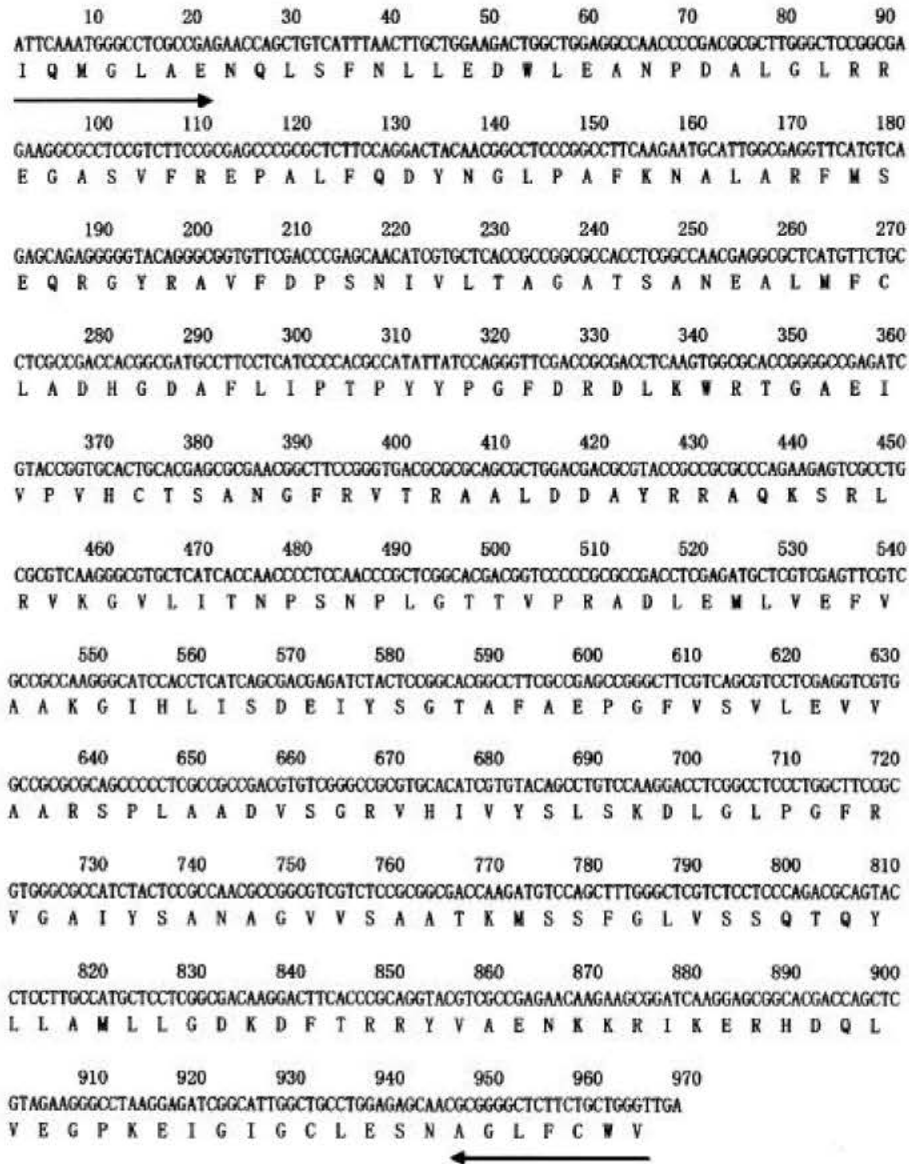 10 20 30 40 50 60 70 80 90
ATTCAAATGGGCCTCGCCGAGAACCAGCTGTCATTTAACTTGCTGGAAGACTGGCTGGAGGCCAACCCCGACGCGCTTGGGCTCCGGCGA
I Q M G L A E N Q L S F N L L E D W L E A N P D A L G L R R
100 110 120 130 140 150 160 170 180
GAAGGCGCCTCCGTCTTCCGCGAGCCCGCGCTCTTCCAGGACTACAACGGCCTCCCGGCCTTCAAGAATGCATTGGCGAGGTTCATGTCA
E G A S V F R E P A L F Q D Y N G L P A F K N A L A R F M S
190 200 210 220 230 240 250 260 270
GAGCAGAGGGGGTACAGGGCGGTGTTCGACCCGAGCAACATCGTGCTCACCGCCGGCGCCACCTCGGCCAACGAGGCGCTCATGTTCTGC
E Q R G Y R A V F D P S N I V L T A G A T S A N E A L M F C
280 290 300 310 320 330 340 350 360
CTCGCCGACCACGGCGATGCCTTCCTCATCCCCACGCCATATTATCCAGGGTTCGACCGCGACCTCAAGTGGCGCACCGGGGCCGAGATC
L A D H G D A F L I P T P Y Y P G F D R D L K W R T G A E I
370 380 390 400 410 420 430 440 450
GTACCGGTGCACTGCACGAGCGCGAACGGCTTCCGGGTGACGCGCGCAGCGCTGGACGACGCGTACCGCCGCGCCCAGAAGAGTCGCCTG
V P V H C T S A N G F R V T R A A L D D A Y R R A Q K S R L
460 470 480 490 500 510 520 530 540
CGCGTCAAGGGCGTGCTCATCACCAACCCCTCCAACCCGCTCGGCACGACGGTCCCCCGCGCCGACCTCGAGATGCTCGTCGAGTTCGTC
R V K G V L I T N P S N P L G T T V P R A D L E M L V E F V
550 560 570 580 590 600 610 620 630
GCCGCCAAGGGCATCCACCTCATCAGCGACGAGATCTACTCCGGCACGGCCTTCGCCGAGCCGGGCTTCGTCAGCGTCCTCGAGGTCGTG
A A K G I H L I S D E I Y S G T A F A E P G F V S V L E V V
640 650 660 670 680 690 700 710 720
GCCGCGCGCAGCCCCCTCGCCGCCGACGTGTCGGGCCGCGTGCACATCGTGTACAGCCTGTCCAAGGACCTCGGCCTCCCTGGCTTCCGC
A A R S P L A A D V S G R V H I V Y S L S K D L G L P G F R
730 740 750 760 770 780 790 800 810
GTGGGCGCCATCTACTCCGCCAACGCCGGCGTCGTCTCCGCGGCGACCAAGATGTCCAGCTTTGGGCTCGTCTCCTCCCAGACGCAGTAC
V G A I Y S A N A G V V S A A T K M S S F G L V S S Q T Q Y
820 830 840 850 860 870 880 890 900
CTCCTTGCCATGCTCCTCGGCGACAAGGACTTCACCCGCAGGTACGTCGCCGAGAACAAGAAGCGGATCAAGGAGCGGCACGACCAGCTC
L L A M L L G D K D F T R R Y V A E N K K R I K E R H D Q L
910 920 930 940 950 960 970
GTAGAAGGGCCTAAGGAGATCGGCATTGGCTGCCTGGAGAGCAACGCGGGGCTCTTCTGCTGGGTTGA
V E G P K E I G I G C L E S N A G L F C W V